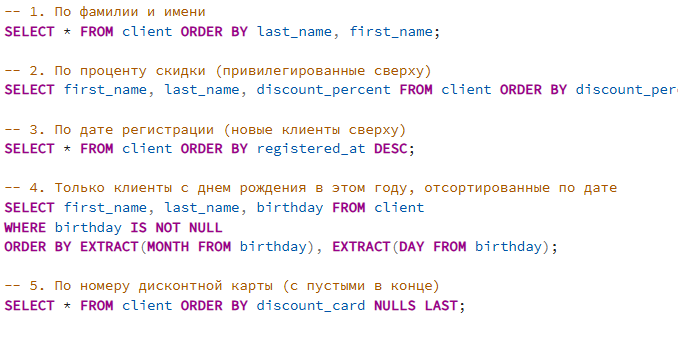 -- 1. По фамилии и имени
SELECT * FROM client ORDER BY last_name, first_name;
-- 2. По проценту скидки (привилегированные сверху)
SELECT first_name, last_name, discount_percent FROM client ORDER BY discount_per
-- 3. По дате регистрации (новые клиенты сверху)
SELECT * FROM client ORDER BY registered_at DESC;
-- 4. Только клиенты с днем рождения в этом году, отсортированные по дате
SELECT first_name, last_name, birthday FROM client
WHERE birthday IS NOT NULL
ORDER BY EXTRACT(MONTH FROM birthday), EXTRACT(DAY FROM birthday);
-- 5. По номеру дисконтной карты (с пустыми в конце)
SELECT * FROM client ORDER BY discount_card NULLS LAST;